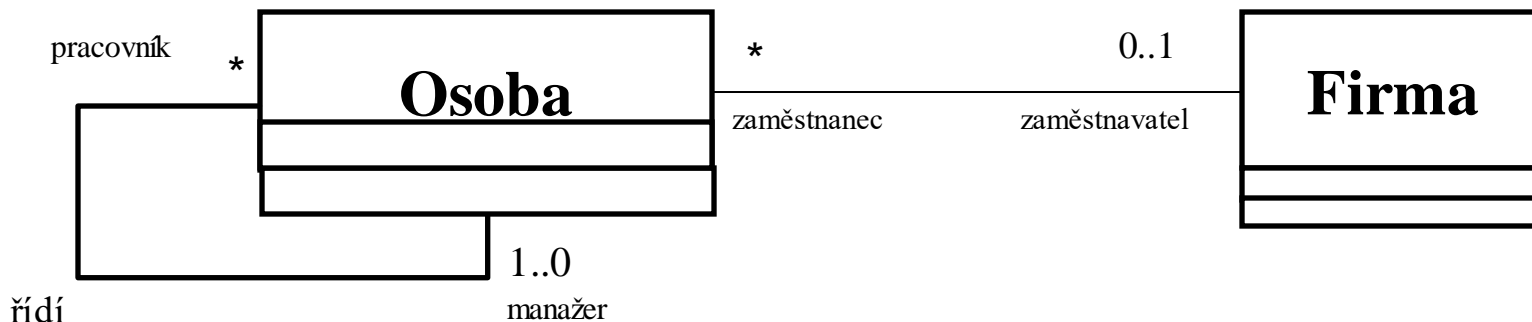 pracovník
*
Osoba
*
0..1
Firma
zaměstnanec
zaměstnavatel
1..0
řídí
manažer